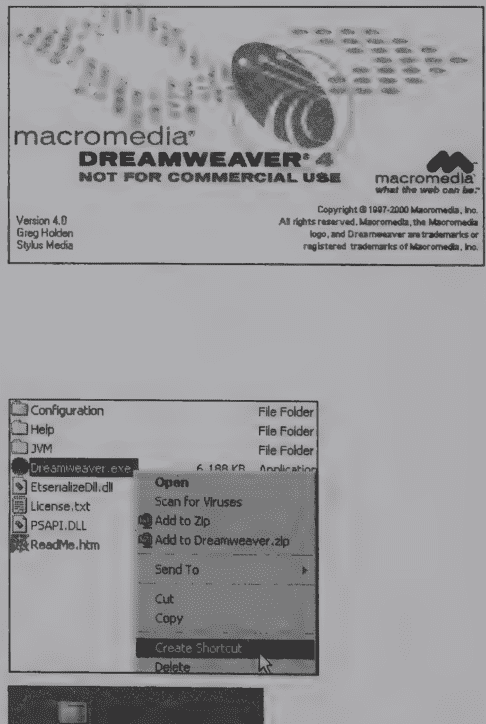 macromedia®
DREAMWEAVER® 4
NOT FOR COMMERCIAL USE
macromedia®
what the web can be.™
Version 4.0
Greg Holden
Stylus Media
Copyright © 1997-2000 Macromedia, Inc.
All rights reserved. Macromedia, the Macromedia
logo, and Dreamweaver are trademarks or
registered trademarks of Macromedia, Inc.
Configuration File Folder
Help File Folder
JVM File Folder
Dreamweaver.exe 6,188 KB Application
EtserializeDll.dll
License.txt
PSAPI.DLL
ReadMe.htm
Open
Scan for Viruses
Add to Zip
Add to Dreamweaver.zip
Send To
Cut
Copy
Create Shortcut
Delete